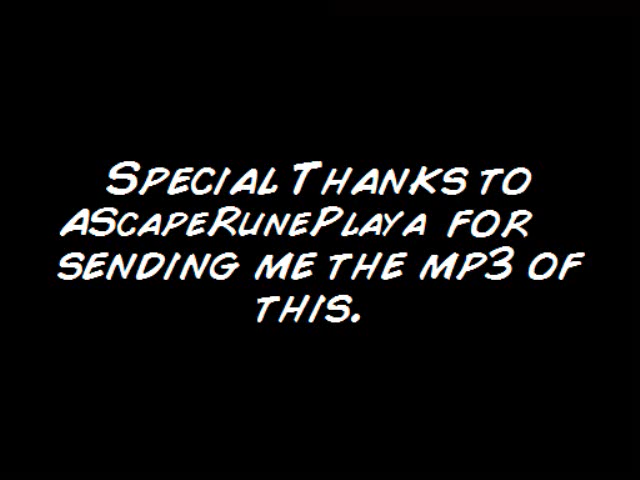 Special Thanks to
AScapeRunePlaya for
sending me the mp3 of
this.